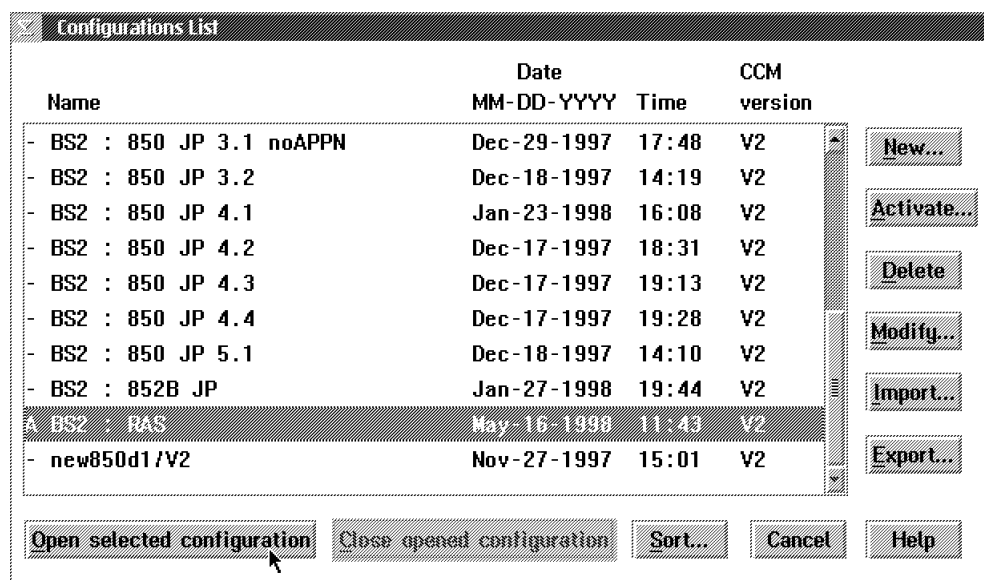 Configurations List
Date CCM
Name MM-DD-YYYY Time version
- BS2 : 850 JP 3.1 noAPPN Dec-29-1997 17:48 V2
- BS2 : 850 JP 3.2 Dec-18-1997 14:19 V2
- BS2 : 850 JP 4.1 Jan-23-1998 16:08 V2
- BS2 : 850 JP 4.2 Dec-17-1997 18:31 V2
- BS2 : 850 JP 4.3 Dec-17-1997 19:13 V2
- BS2 : 850 JP 4.4 Dec-17-1997 19:28 V2
- BS2 : 850 JP 5.1 Dec-18-1997 14:10 V2
- BS2 : 852B JP Jan-27-1998 19:44 V2
A BS2 : RAS May-16-1998 11:43 V2
- new850d1/V2 Nov-27-1997 15:01 V2
New...
Activate...
Delete
Modify...
Import...
Export...
Open selected configuration Close opened configuration Sort... Cancel Help